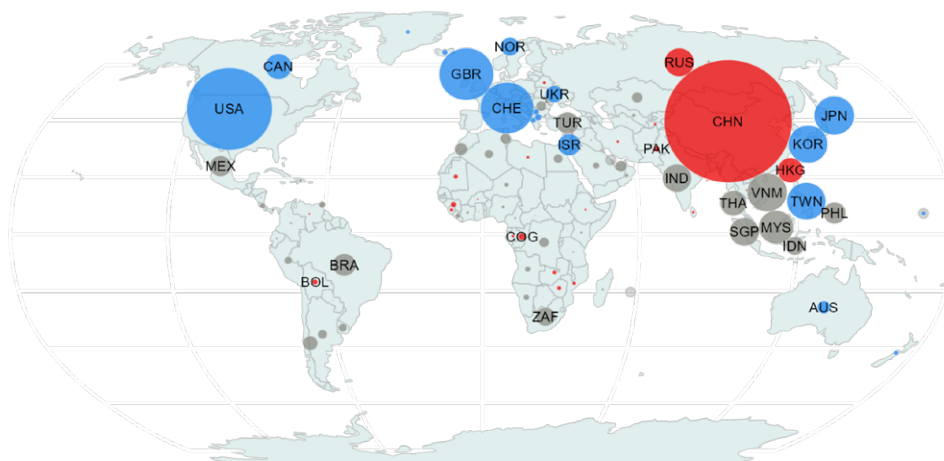 NOR
RUS
CAN
GBR
UKR
USA
CHE
TUR
CHN
JPN
ISR
PAK
KOR
MEX
IND
HKG
VNM
THA
TWN
PHL
SGP
MYS
IDN
COG
BRA
BOL
ZAF
AUS